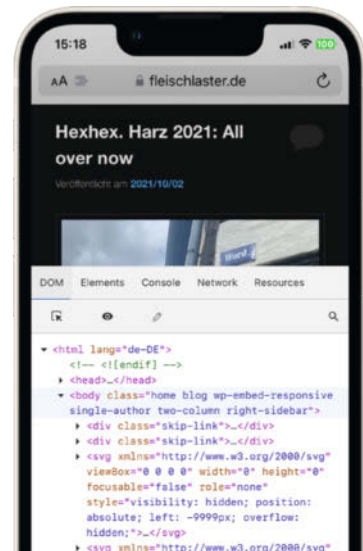 15:18
100
AA
fleischlaster.de
Hexhex. Harz 2021: All
over now
Veröffentlicht am 2021/10/02
DOM Elements Console Network Resources
▾ <html lang="de-DE">
<!-- <![endif] -->
▸ <head>…</head>
▾ <body class="home blog wp-embed-responsive
single-author two-column right-sidebar">
▸ <div class="skip-link">…</div>
▸ <div class="skip-link">…</div>
▸ <svg xmlns="http://www.w3.org/2000/svg"
viewBox="0 0 0 0" width="0" height="0"
focusable="false" role="none"
style="visibility: hidden; position:
absolute; left: -9999px; overflow:
hidden;">…</svg>
▸ <svg xmlns="http://www.w3.org/2000/svg"